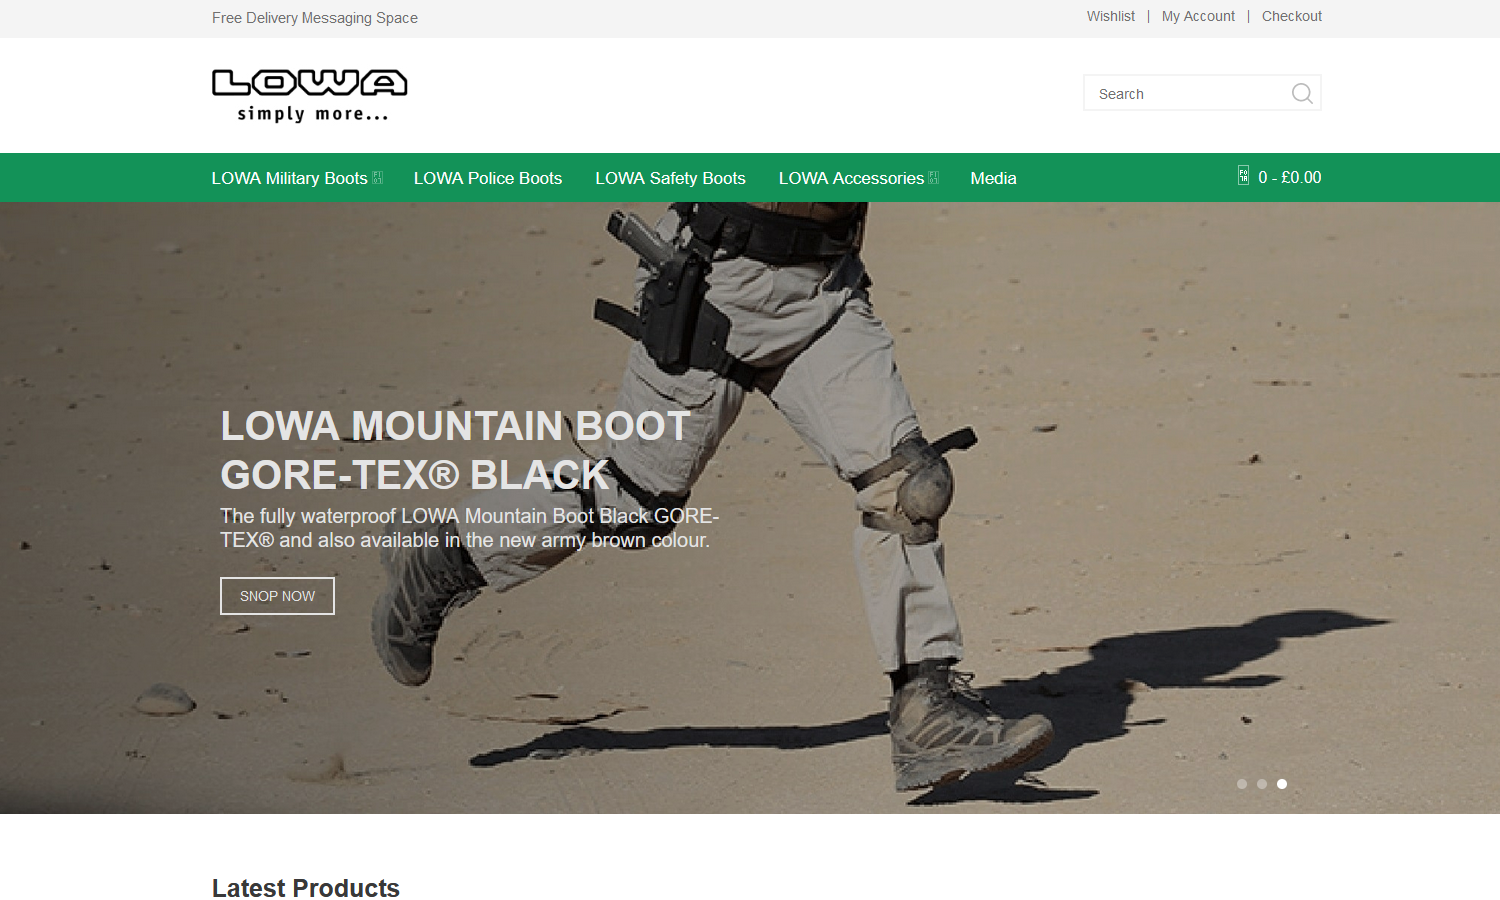 Free Delivery Messaging Space
Wishlist | My Account | Checkout
LOWA
simply more...
Search
LOWA Military Boots
LOWA Police Boots
LOWA Safety Boots
LOWA Accessories
Media
0 - £0.00
LOWA MOUNTAIN BOOT
GORE-TEX® BLACK
The fully waterproof LOWA Mountain Boot Black GORE-
TEX® and also available in the new army brown colour.
SNOP NOW
Latest Products